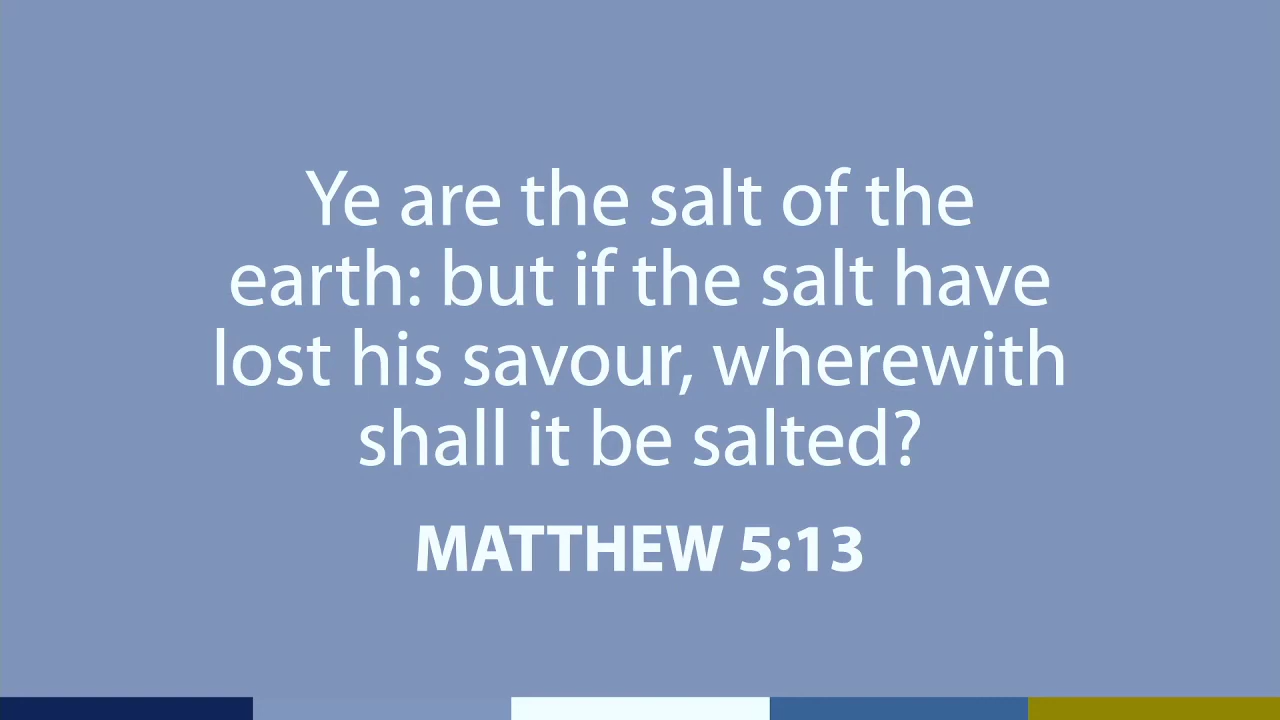 Ye are the salt of the
earth: but if the salt have
lost his savour, wherewith
shall it be salted?
MATTHEW 5:13